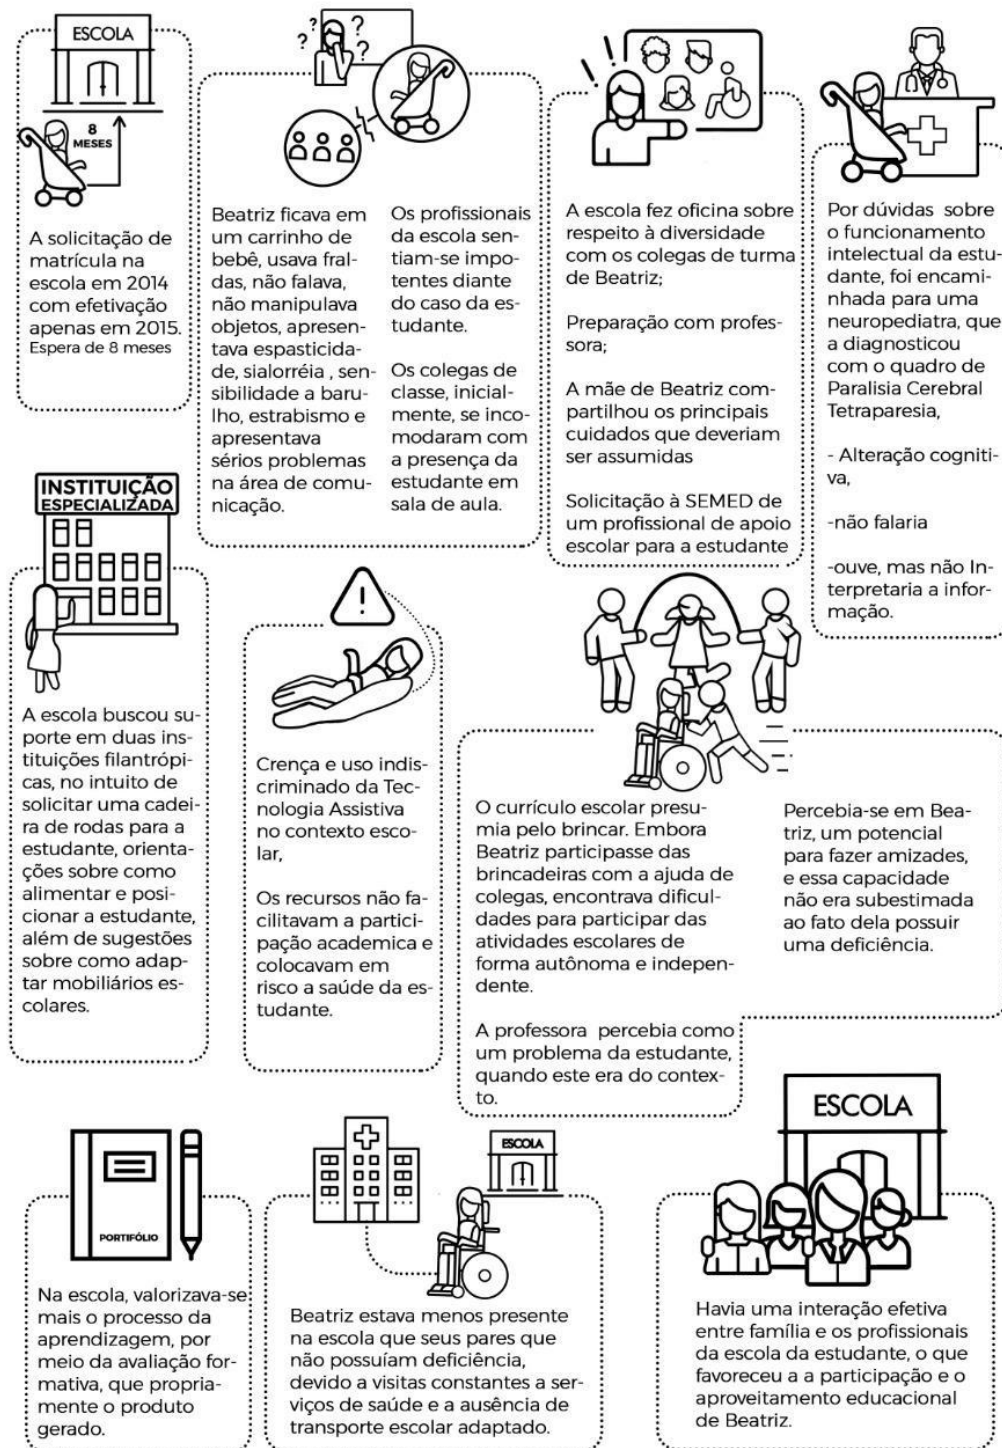 ESCOLA
8
MESES
A solicitação de
matrícula na
escola em 2014
com efetivação
apenas em 2015.
Espera de 8 meses
? ? ? ?
Beatriz ficava em
um carrinho de
bebê, usava fral-
das, não falava,
não manipulava
objetos, apresen-
tava espasticida-
de, sialorréia , sen-
sibilidade a baru-
lho, estrabismo e
apresentava
sérios problemas
na área de comu-
nicação.
Os profissionais
da escola sen-
tiam-se impo-
tentes diante
do caso da es-
tudante.
Os colegas de
classe, inicial-
mente, se inco-
modaram com
a presença da
estudante em
sala de aula.
! !
A escola fez oficina sobre
respeito à diversidade
com os colegas de turma
de Beatriz;
Preparação com profes-
sora;
A mãe de Beatriz com-
partilhou os principais
cuidados que deveriam
ser assumidas
Solicitação à SEMED de
um profissional de apoio
escolar para a estudante
Por dúvidas sobre
o funcionamento
intelectual da estu-
dante, foi encami-
nhada para uma
neuropediatra, que
a diagnosticou
com o quadro de
Paralisia Cerebral
Tetraparesia,
- Alteração cogniti-
va,
-não falaria
-ouve, mas não In-
terpretaria a infor-
mação.
INSTITUIÇÃO
ESPECIALIZADA
A escola buscou su-
porte em duas ins-
tituições filantrópi-
cas, no intuito de
solicitar uma cadei-
ra de rodas para a
estudante, orienta-
ções sobre como
alimentar e posi-
cionar a estudante,
além de sugestões
sobre como adap-
tar mobiliários es-
colares.
!
Crença e uso indis-
criminado da Tec-
nologia Assistiva
no contexto esco-
lar,
Os recursos não fa-
cilitavam a partici-
pação academica e
colocavam em
risco a saúde da es-
tudante.
O currículo escolar presu-
mia pelo brincar. Embora
Beatriz participasse das
brincadeiras com a ajuda de
colegas, encontrava dificul-
dades para participar das
atividades escolares de
forma autônoma e indepen-
dente.
A professora percebia como
um problema da estudante,
quando este era do contex-
to.
Percebia-se em Bea-
triz, um potencial
para fazer amizades,
e essa capacidade
não era subestimada
ao fato dela possuir
uma deficiência.
PORTIFÓLIO
Na escola, valorizava-se
mais o processo da
aprendizagem, por
meio da avaliação for-
mativa, que propria-
mente o produto
gerado.
ESCOLA
Beatriz estava menos presente
na escola que seus pares que
não possuíam deficiência,
devido a visitas constantes a ser-
viços de saúde e a ausência de
transporte escolar adaptado.
ESCOLA
Havia uma interação efetiva
entre família e os profissionais
da escola da estudante, o que
favoreceu a a participação e o
aproveitamento educacional
de Beatriz.